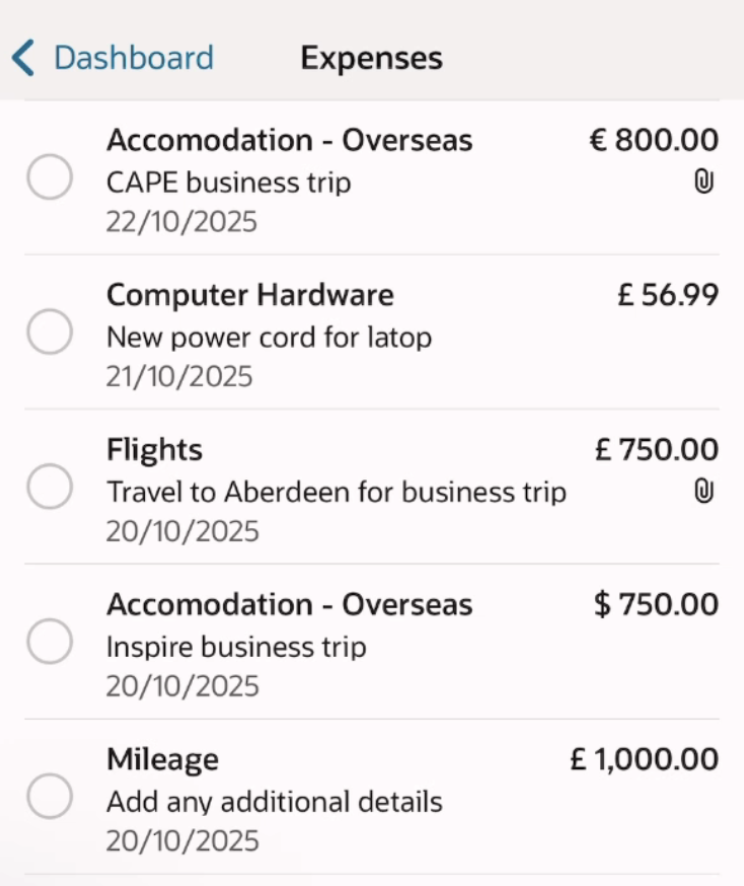 Dashboard Expenses
Accomodation - Overseas € 800.00
CAPE business trip
22/10/2025
Computer Hardware £ 56.99
New power cord for latop
21/10/2025
Flights £ 750.00
Travel to Aberdeen for business trip
20/10/2025
Accomodation - Overseas $ 750.00
Inspire business trip
20/10/2025
Mileage £ 1,000.00
Add any additional details
20/10/2025